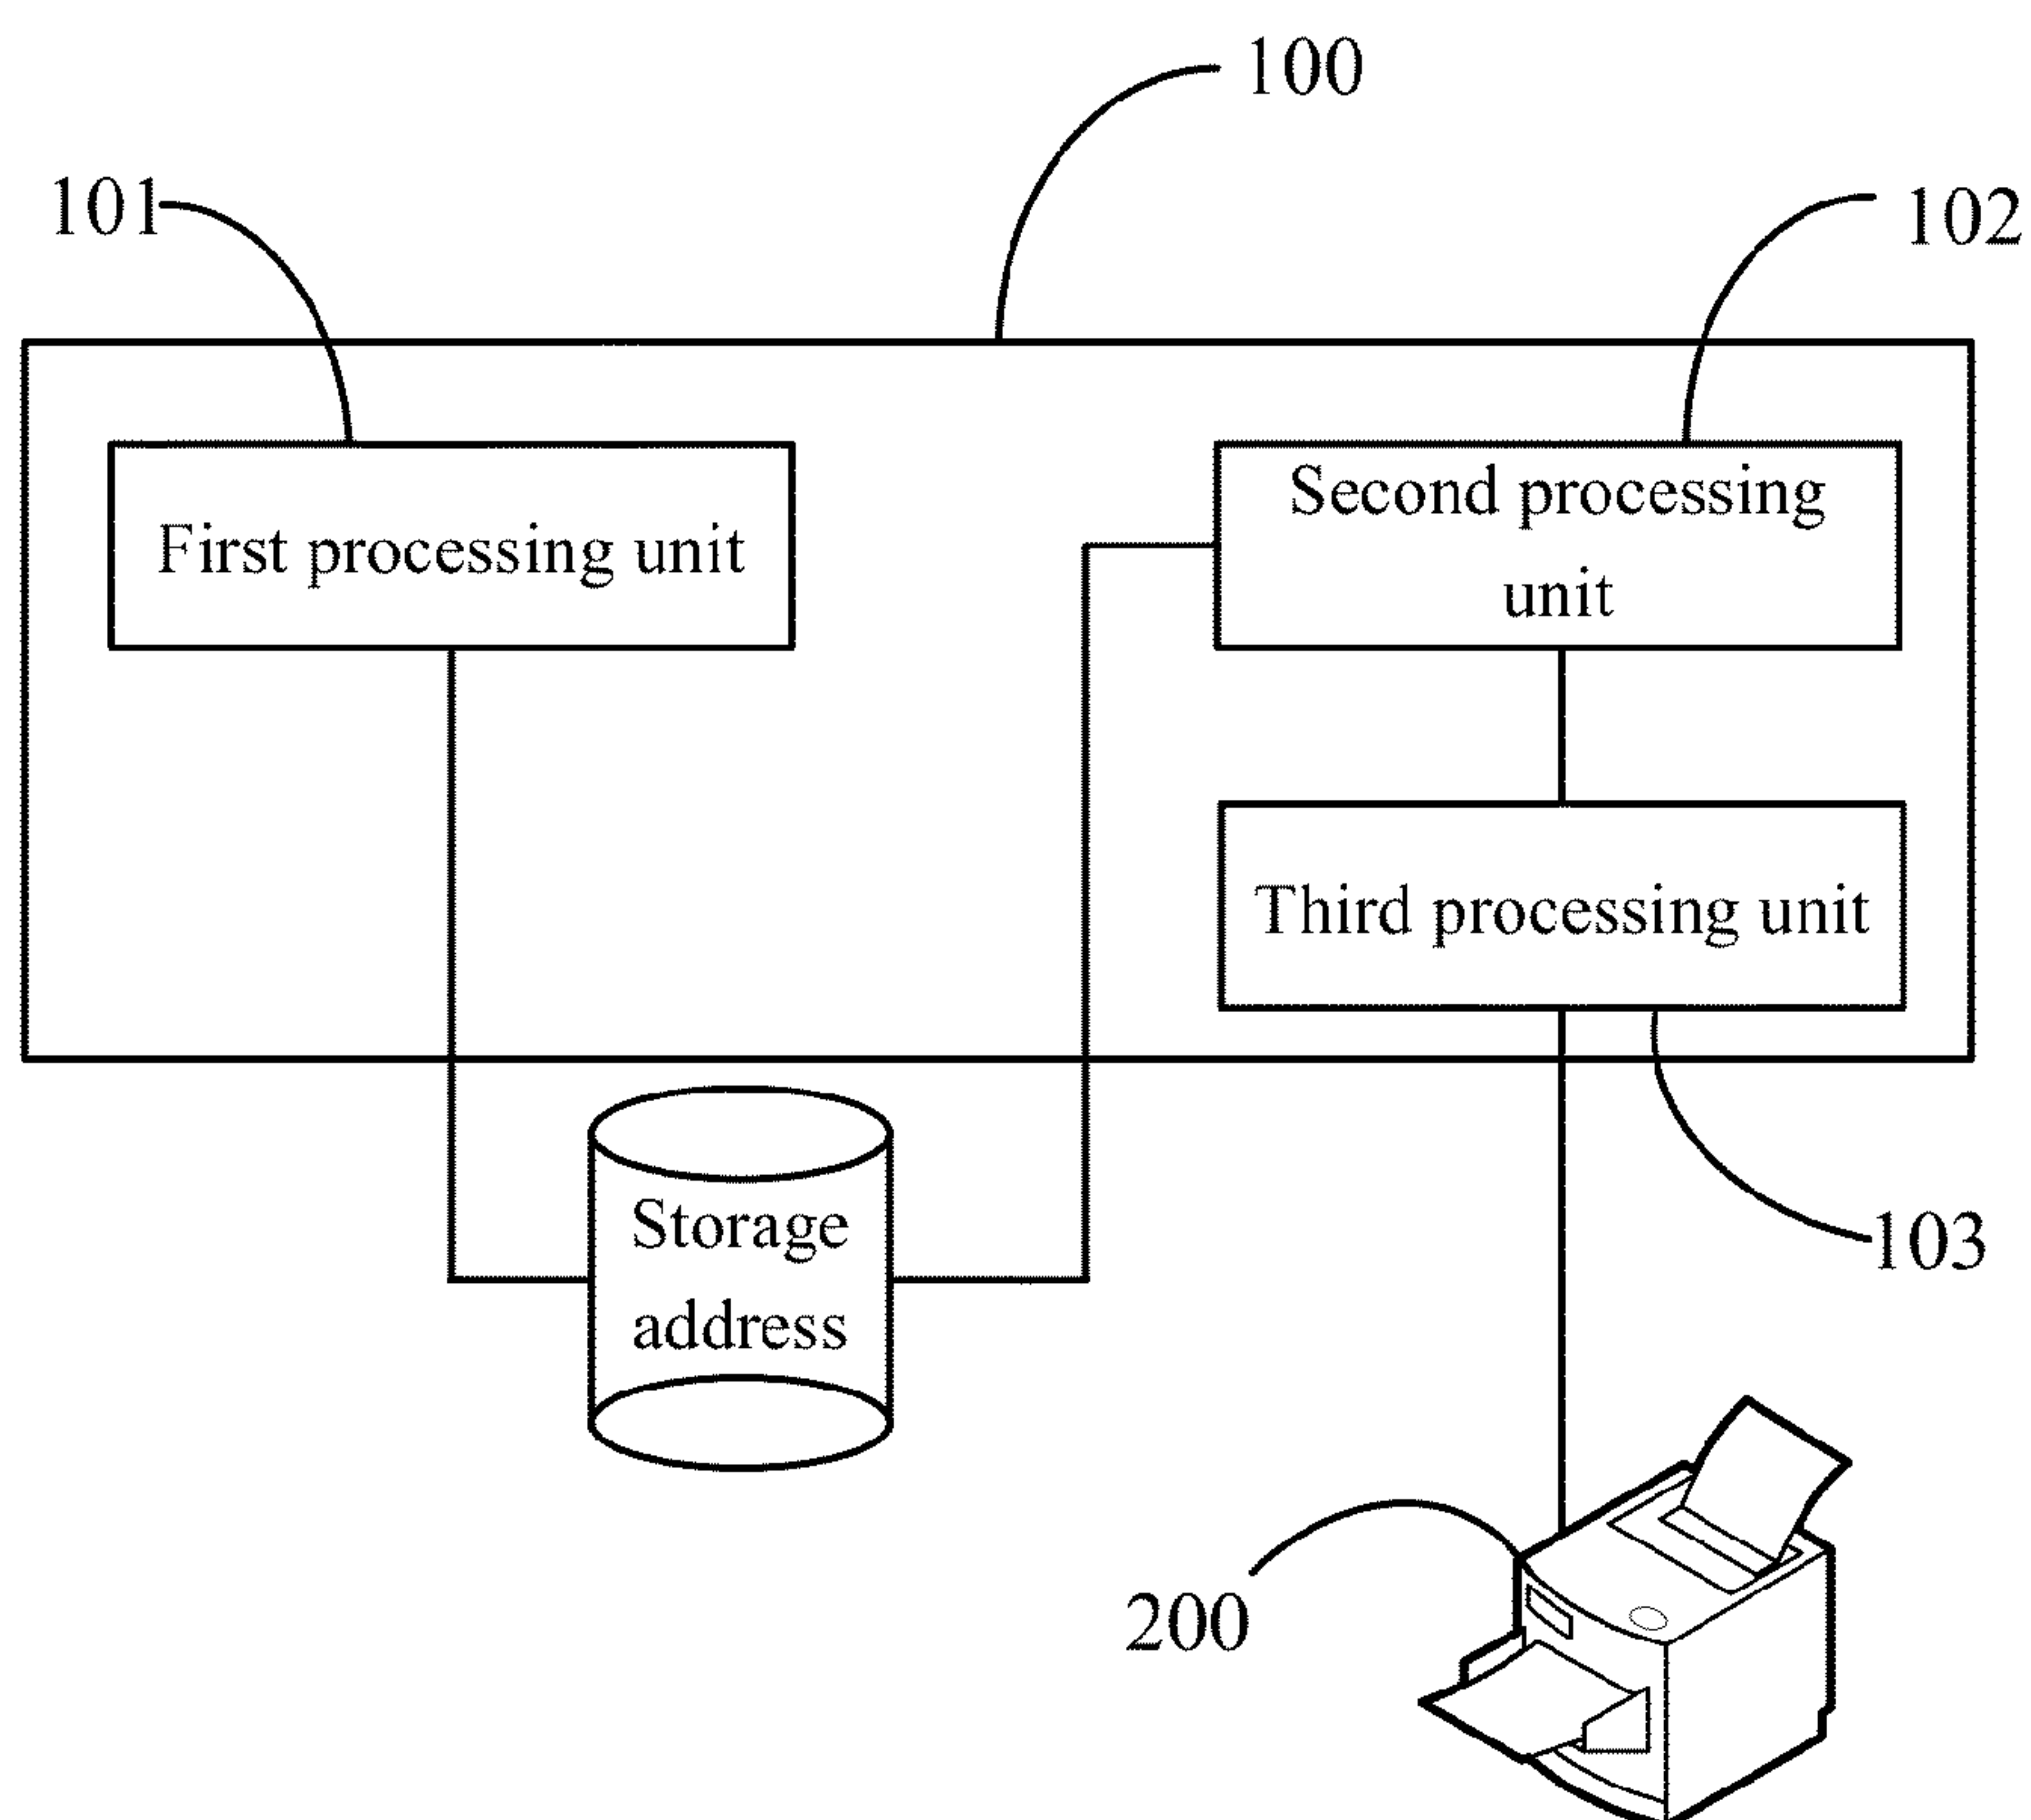 100
101
102
First processing unit
Second processing
unit
Third processing unit
Storage
address
103
200